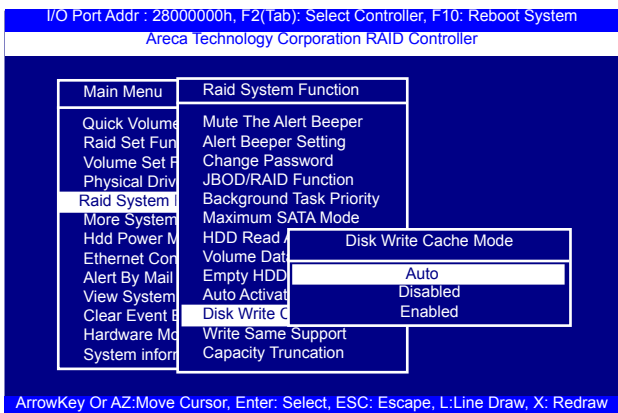 I/O Port Addr : 28000000h, F2(Tab): Select Controller, F10: Reboot System
Areca Technology Corporation RAID Controller
Main Menu
Quick Volume
Raid Set Fun
Volume Set F
Physical Driv
Raid System
More System
Hdd Power M
Ethernet Con
Alert By Mail
View System
Clear Event
Hardware Mo
System inform
Raid System Function
Mute The Alert Beeper
Alert Beeper Setting
Change Password
JBOD/RAID Function
Background Task Priority
Maximum SATA Mode
HDD Read
Volume Data
Empty HDD
Auto Activat
Disk Write C
Write Same Support
Capacity Truncation
Disk Write Cache Mode
Auto
Disabled
Enabled
ArrowKey Or AZ:Move Cursor, Enter: Select, ESC: Escape, L:Line Draw, X: Redraw